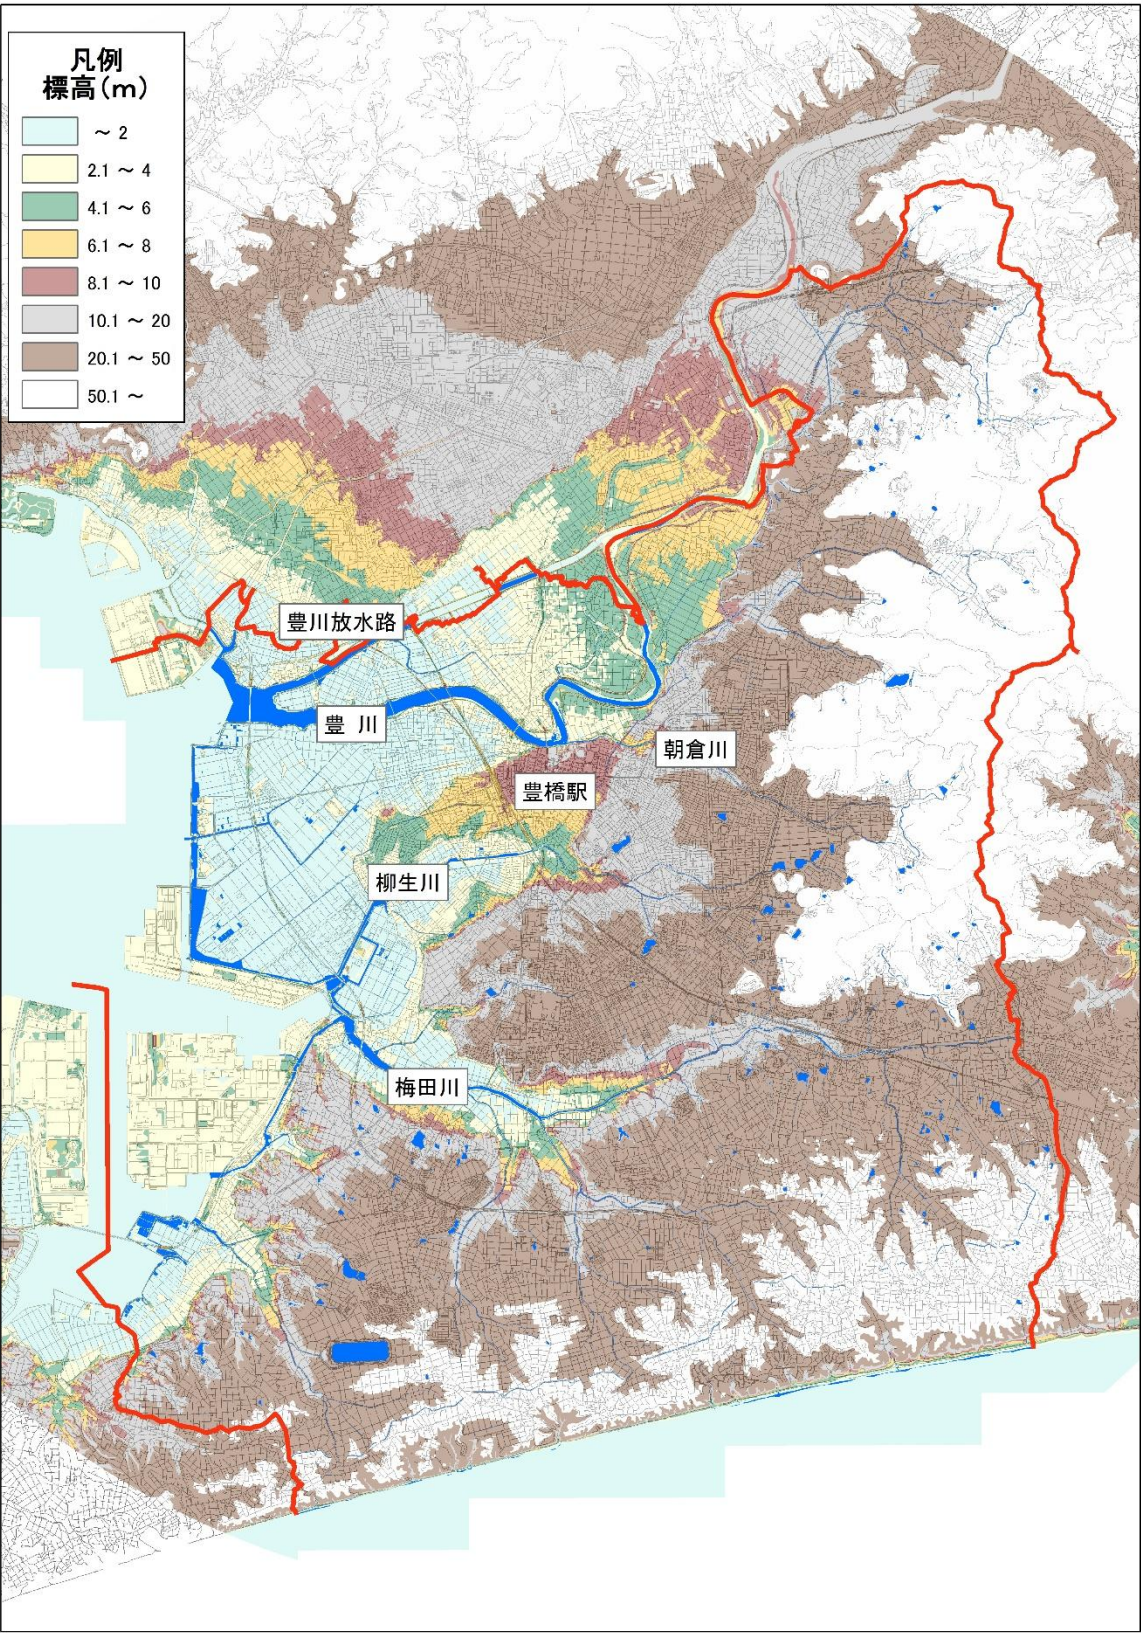 凡例
標高(m)
～ 2
2.1 ～ 4
4.1 ～ 6
6.1 ～ 8
8.1 ～ 10
10.1 ～ 20
20.1 ～ 50
50.1 ～
豊川放水路
豊 川
朝倉川
豊橋駅
柳生川
梅田川